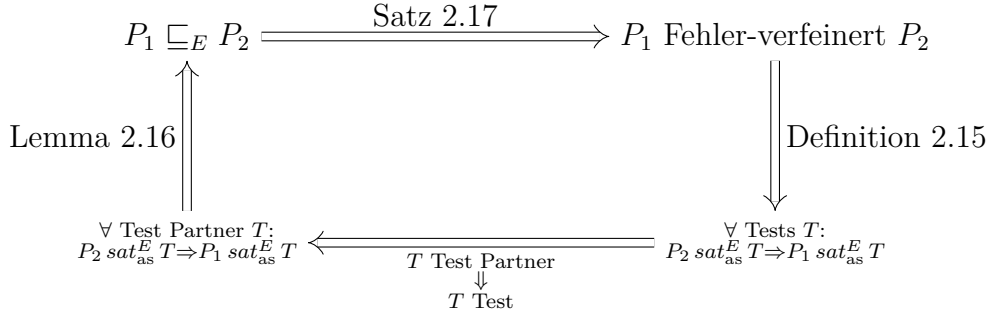 Satz 2.17
P₁ ⊑_E P₂
P₁ Fehler-verfeinert P₂
Lemma 2.16
Definition 2.15
∀ Test Partner T:
P₂ sat^E_as T⇒P₁ sat^E_as T
∀ Tests T:
P₂ sat^E_as T⇒P₁ sat^E_as T
T Test Partner
⇓
T Test